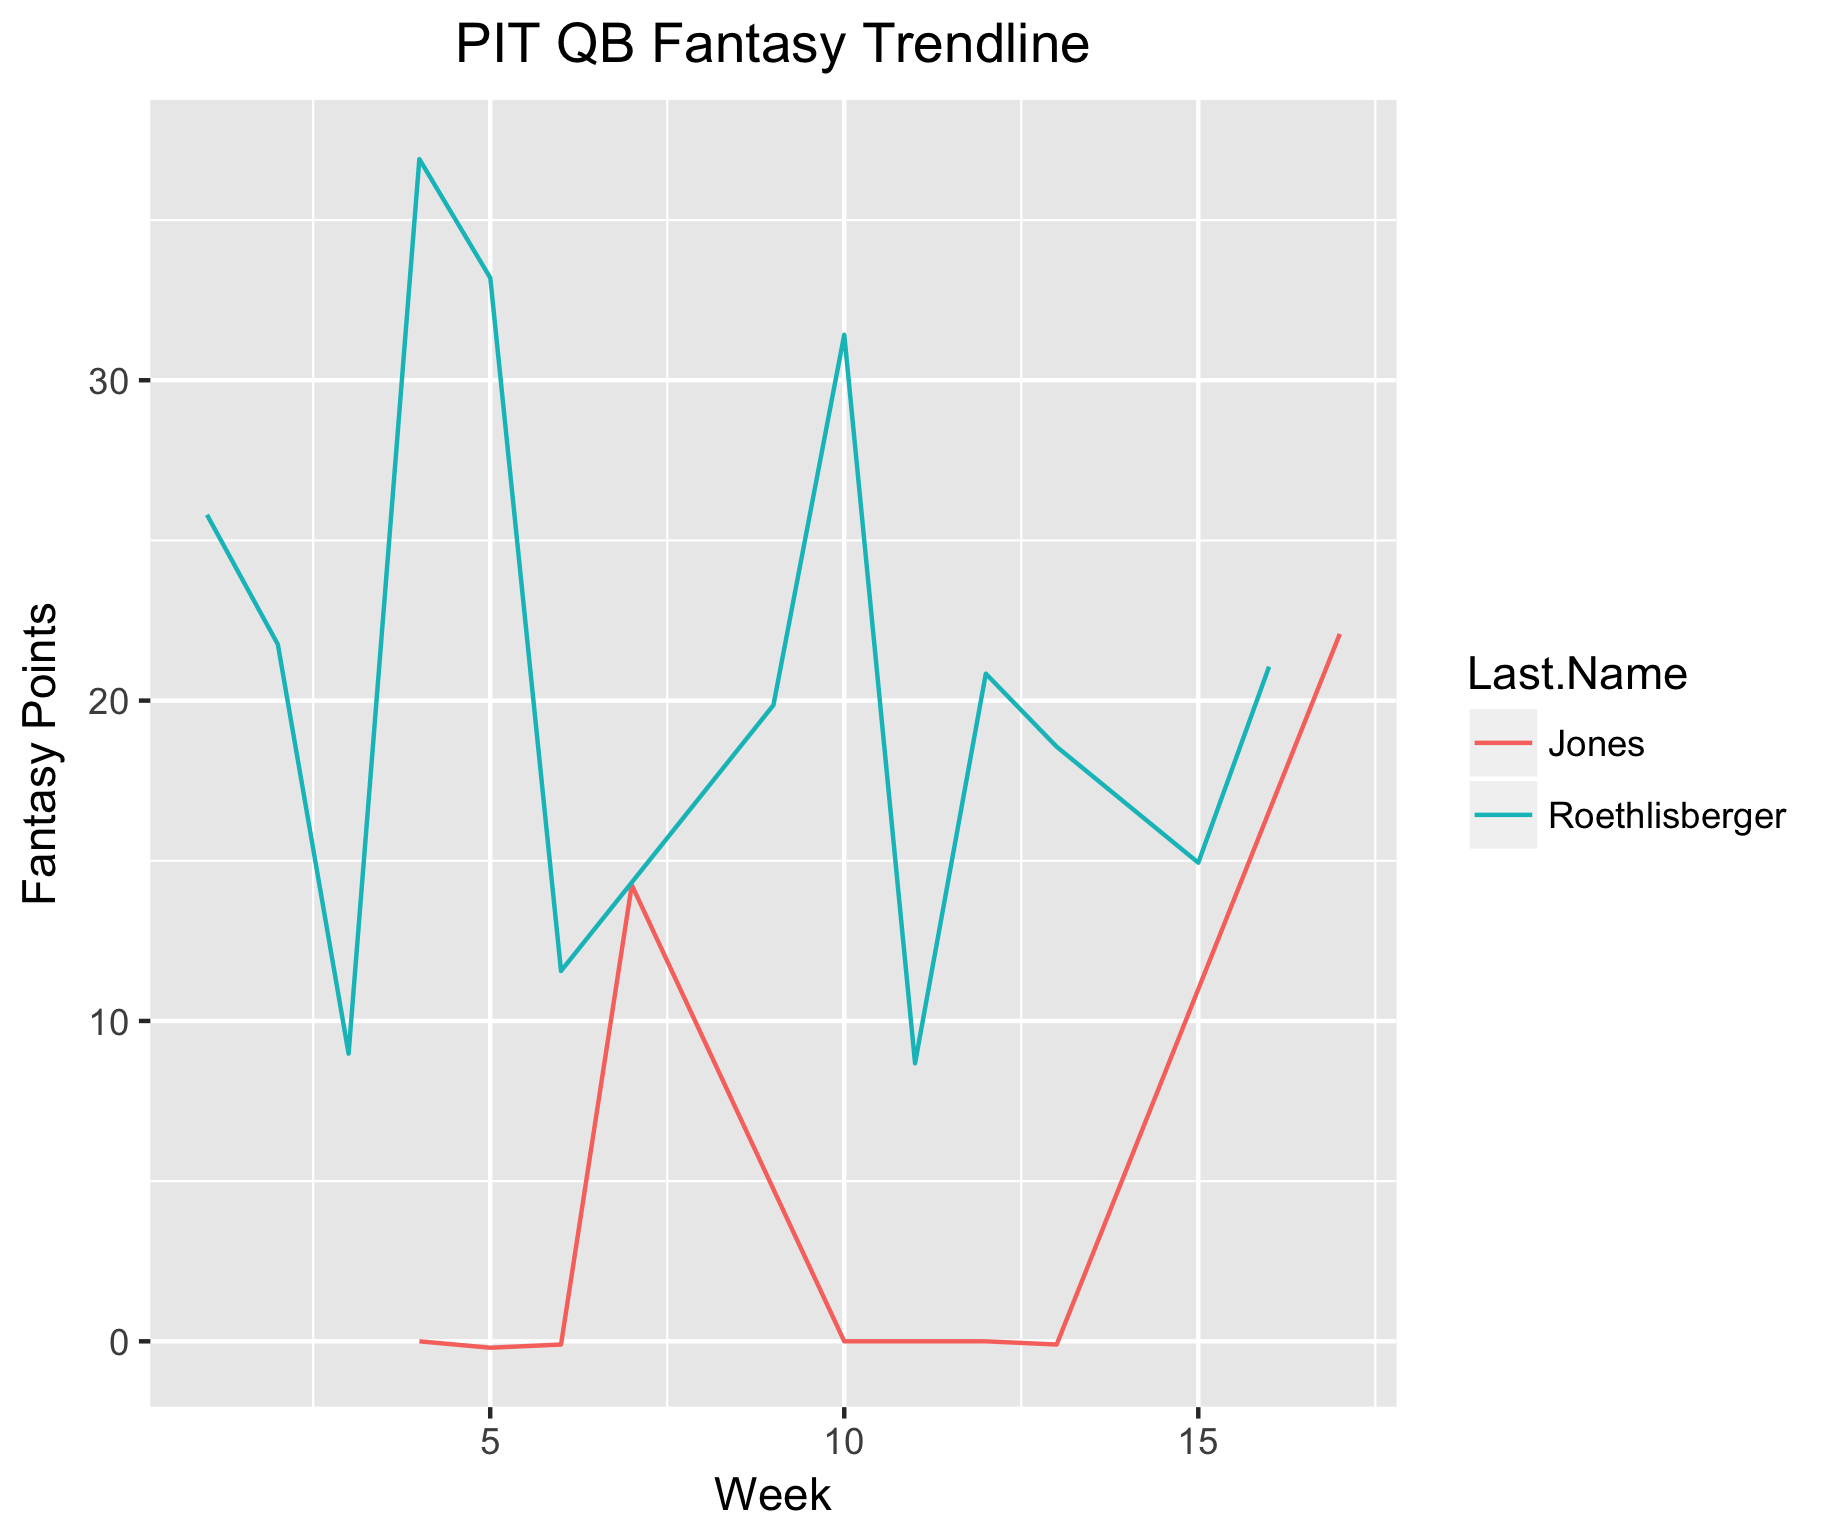 PIT QB Fantasy Trendline
Fantasy Points
30
20
10
0
5
10
15
Week
Last.Name
Jones
Roethlisberger